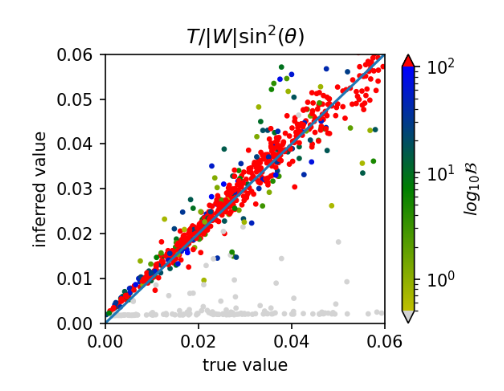 T/|W|sin²(θ)
0.06
0.05
0.04
0.03
0.02
0.01
0.00
inferred value
0.00 0.02 0.04 0.06
true value
10²
10¹
10⁰
log₁₀ℬ